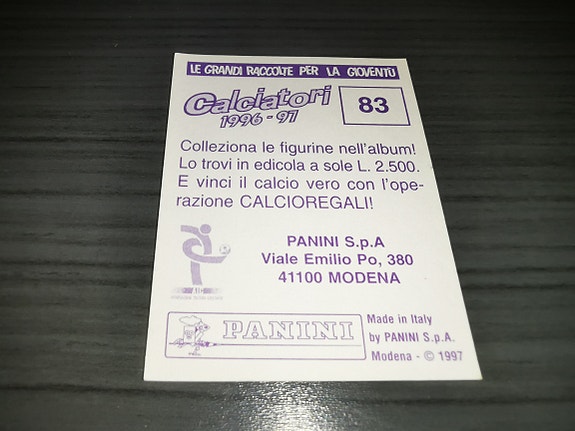 LE GRANDI RACCOLTE PER LA GIOVENTÙ
Calciatori
1996-97
83
Colleziona le figurine nell'album!
Lo trovi in edicola a sole L. 2.500.
E vinci il calcio vero con l'ope-
razione CALCIOREGALI!
PANINI S.p.A
Viale Emilio Po, 380
41100 MODENA
AIC
PANINI
Made in Italy
by PANINI S.p.A.
Modena - © 1997